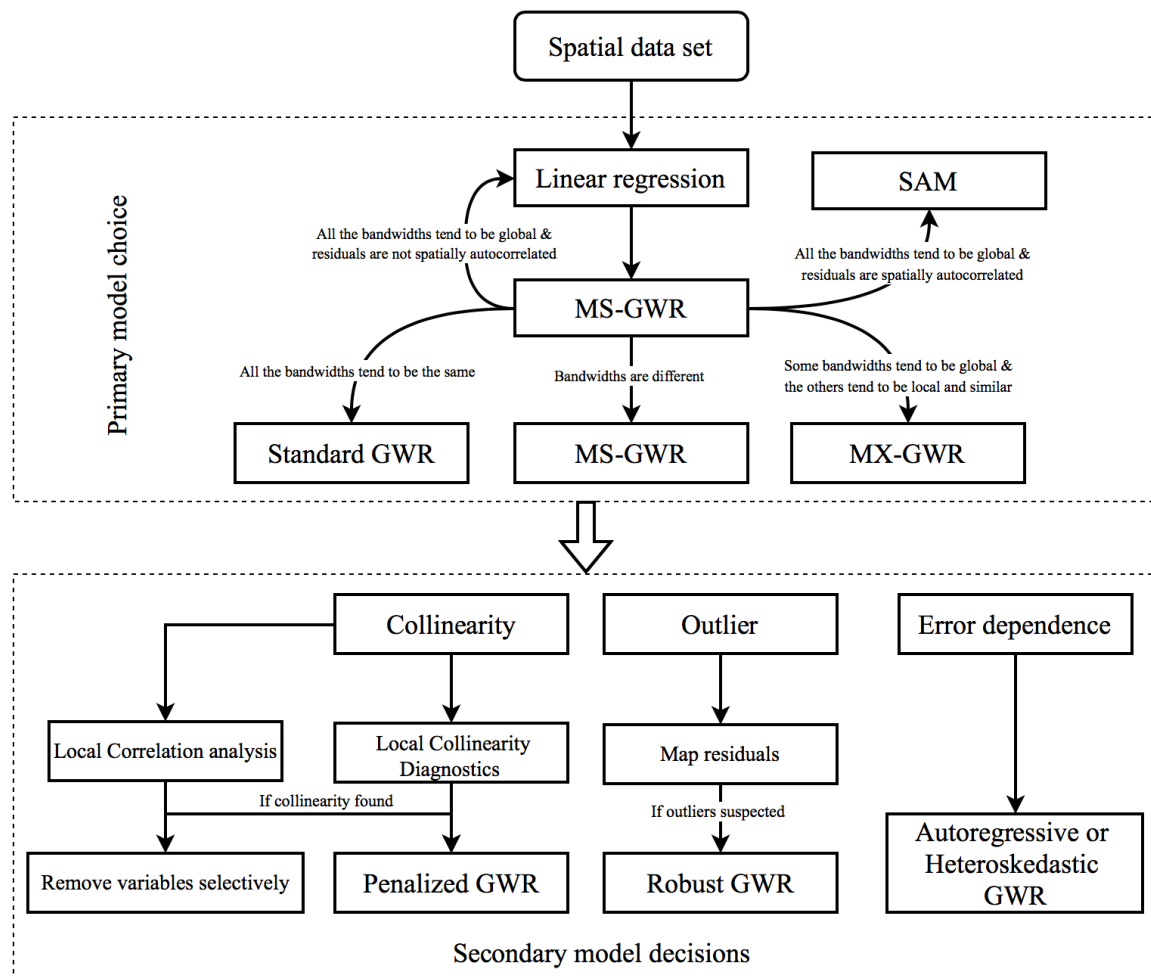 Spatial data set
Primary model choice
Linear regression
SAM
All the bandwidths tend to be global &
residuals are not spatially autocorrelated
All the bandwidths tend to be global &
residuals are spatially autocorrelated
MS-GWR
All the bandwidths tend to be the same
Bandwidths are different
Some bandwidths tend to be global &
the others tend to be local and similar
Standard GWR
MS-GWR
MX-GWR
Collinearity
Outlier
Error dependence
Local Correlation analysis
Local Collinearity
Diagnostics
Map residuals
If collinearity found
If outliers suspected
Remove variables selectively
Penalized GWR
Robust GWR
Autoregressive or
Heteroskedastic
GWR
Secondary model decisions